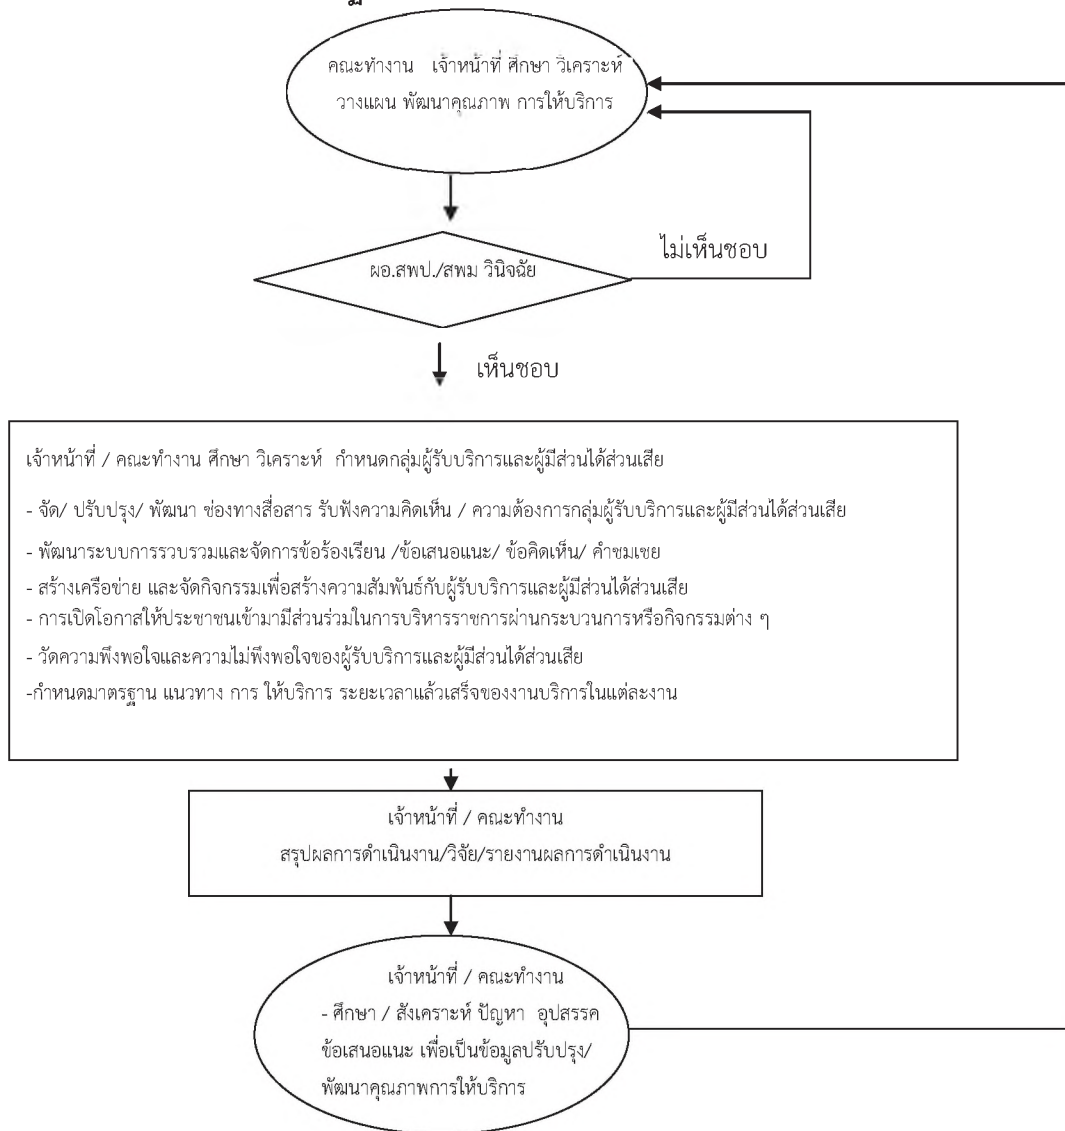 คณะทำงาน เจ้าหน้าที่ ศึกษา วิเคราะห์
วางแผน พัฒนาคุณภาพ การให้บริการ
ไม่เห็นชอบ
ผอ.สพป./สพม วินิจฉัย
เห็นชอบ
เจ้าหน้าที่ / คณะทำงาน ศึกษา วิเคราะห์ กำหนดกลุ่มผู้รับบริการและผู้มีส่วนได้ส่วนเสีย
- จัด/ ปรับปรุง/ พัฒนา ช่องทางสื่อสาร รับฟังความคิดเห็น / ความต้องการกลุ่มผู้รับบริการและผู้มีส่วนได้ส่วนเสีย
- พัฒนาระบบการรวบรวมและจัดการข้อร้องเรียน /ข้อเสนอแนะ/ ข้อคิดเห็น/ คำชมเชย
- สร้างเครือข่าย และจัดกิจกรรมเพื่อสร้างความสัมพันธ์กับผู้รับบริการและผู้มีส่วนได้ส่วนเสีย
- การเปิดโอกาสให้ประชาชนเข้ามามีส่วนร่วมในการบริหารราชการผ่านกระบวนการหรือกิจกรรมต่าง ๆ
- วัดความพึงพอใจและความไม่พึงพอใจของผู้รับบริการและผู้มีส่วนได้ส่วนเสีย
-กำหนดมาตรฐาน แนวทาง การ ให้บริการ ระยะเวลาแล้วเสร็จของงานบริการในแต่ละงาน
เจ้าหน้าที่ / คณะทำงาน
สรุปผลการดำเนินงาน/วิจัย/รายงานผลการดำเนินงาน
เจ้าหน้าที่ / คณะทำงาน
- ศึกษา / สังเคราะห์ ปัญหา อุปสรรค
ข้อเสนอแนะ เพื่อเป็นข้อมูลปรับปรุง/
พัฒนาคุณภาพการให้บริการ